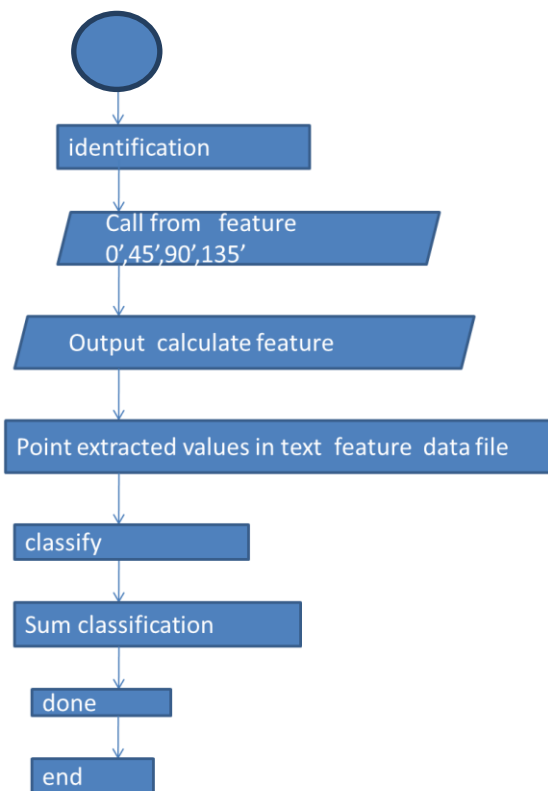 identification
Call from feature
0’,45’,90’,135’
Output calculate feature
Point extracted values in text feature data file
classify
Sum classification
done
end